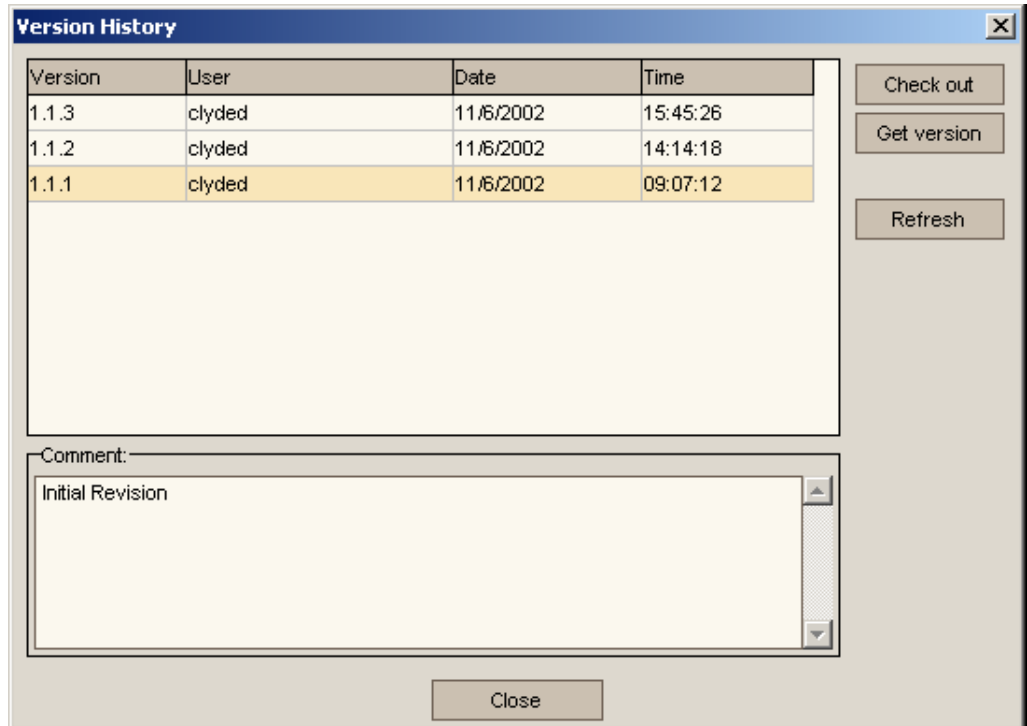 Version History
Version User Date Time
1.1.3 clyded 11/6/2002 15:45:26
1.1.2 clyded 11/6/2002 14:14:18
1.1.1 clyded 11/6/2002 09:07:12
Check out
Get version
Refresh
Comment:
Initial Revision
Close